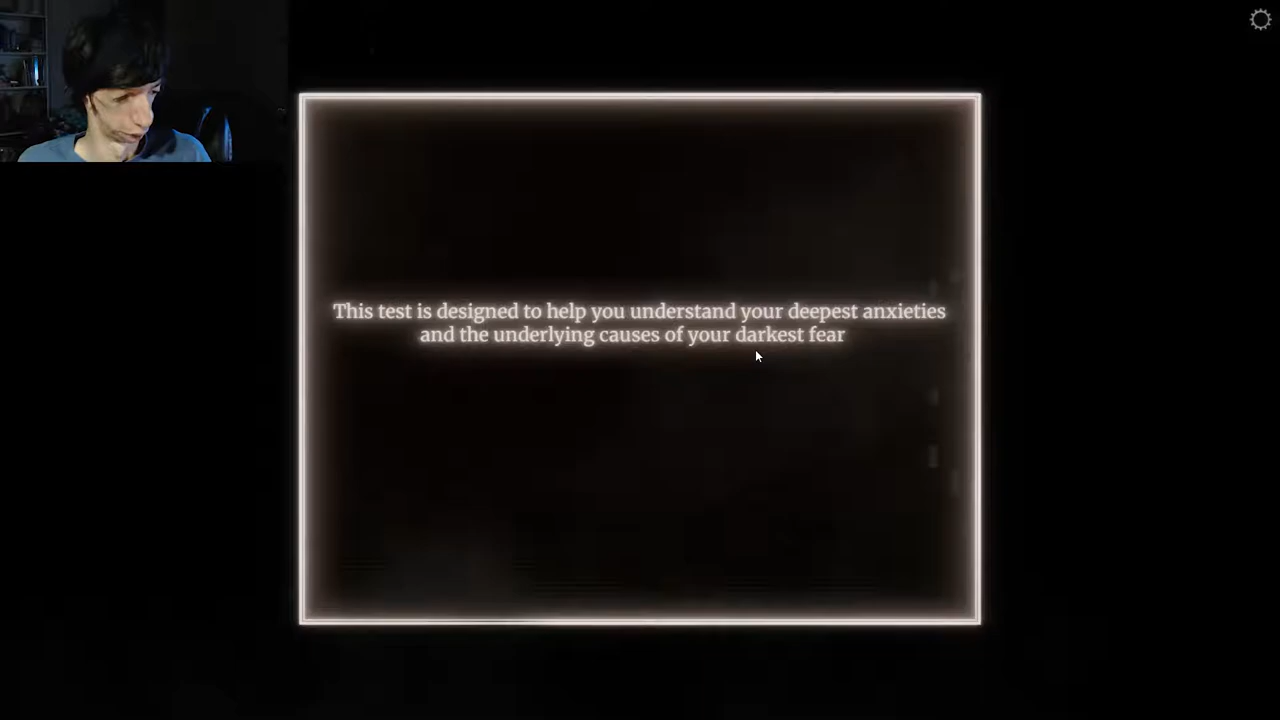 This test is designed to help you understand your deepest anxieties
and the underlying causes of your darkest fear